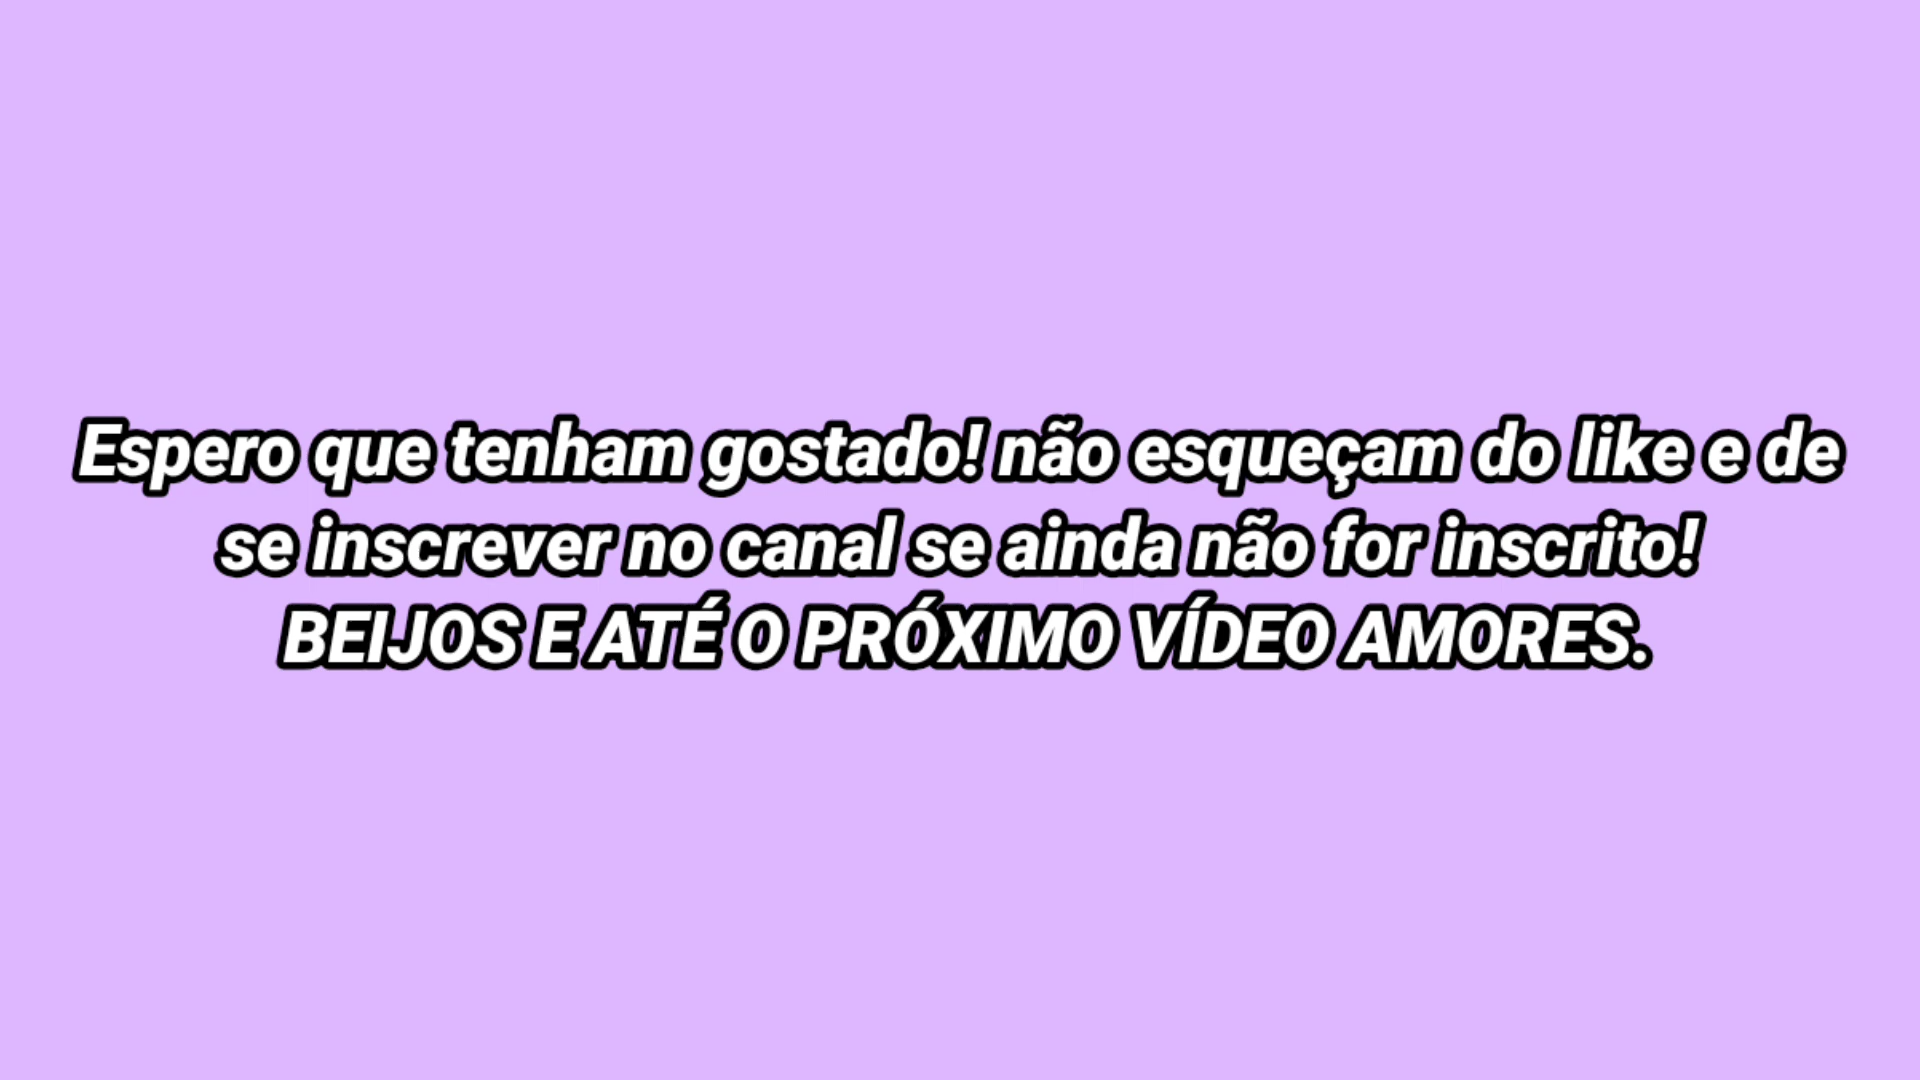 Espero que tenham gostado! não esqueçam do like e de
se inscrever no canal se ainda não for inscrito!
BEIJOS E ATÉ O PRÓXIMO VÍDEO AMORES.